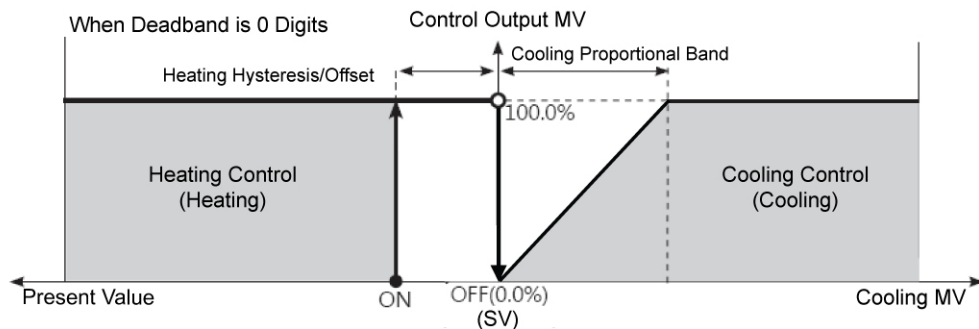 When Deadband is 0 Digits
Control Output MV
Heating Hysteresis/Offset
Cooling Proportional Band
100.0%
Heating Control
(Heating)
Cooling Control
(Cooling)
Present Value
ON
OFF(0.0%)
(SV)
Cooling MV